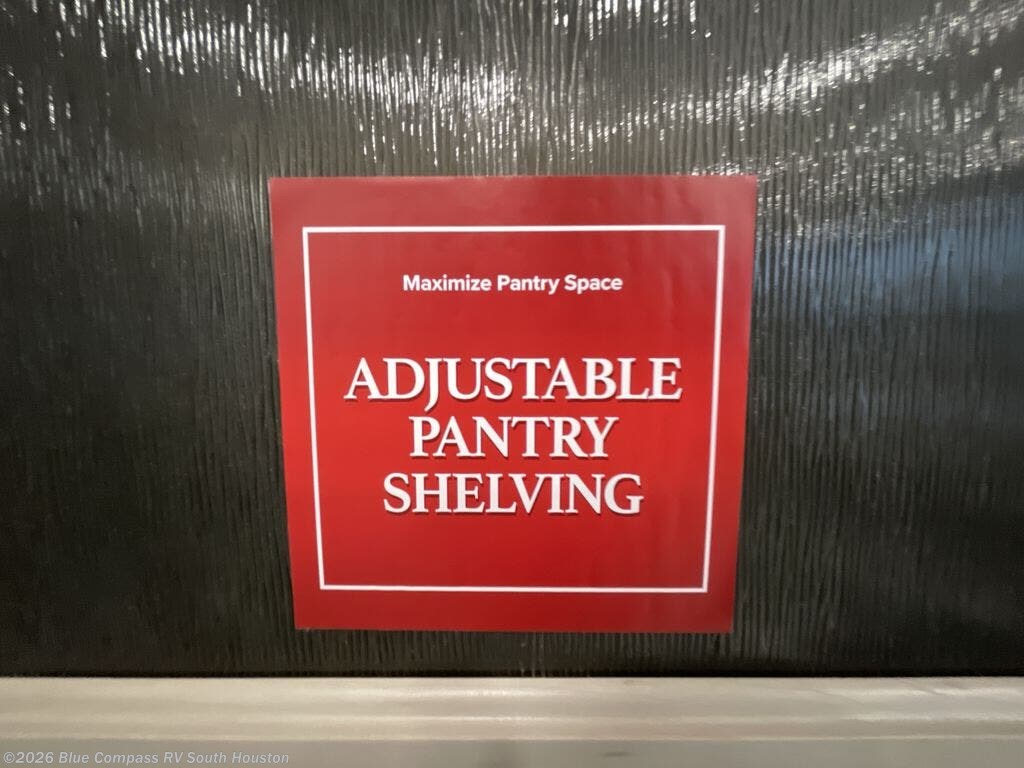 Maximize Pantry Space
ADJUSTABLE
PANTRY
SHELVING
©2026 Blue Compass RV South Houston